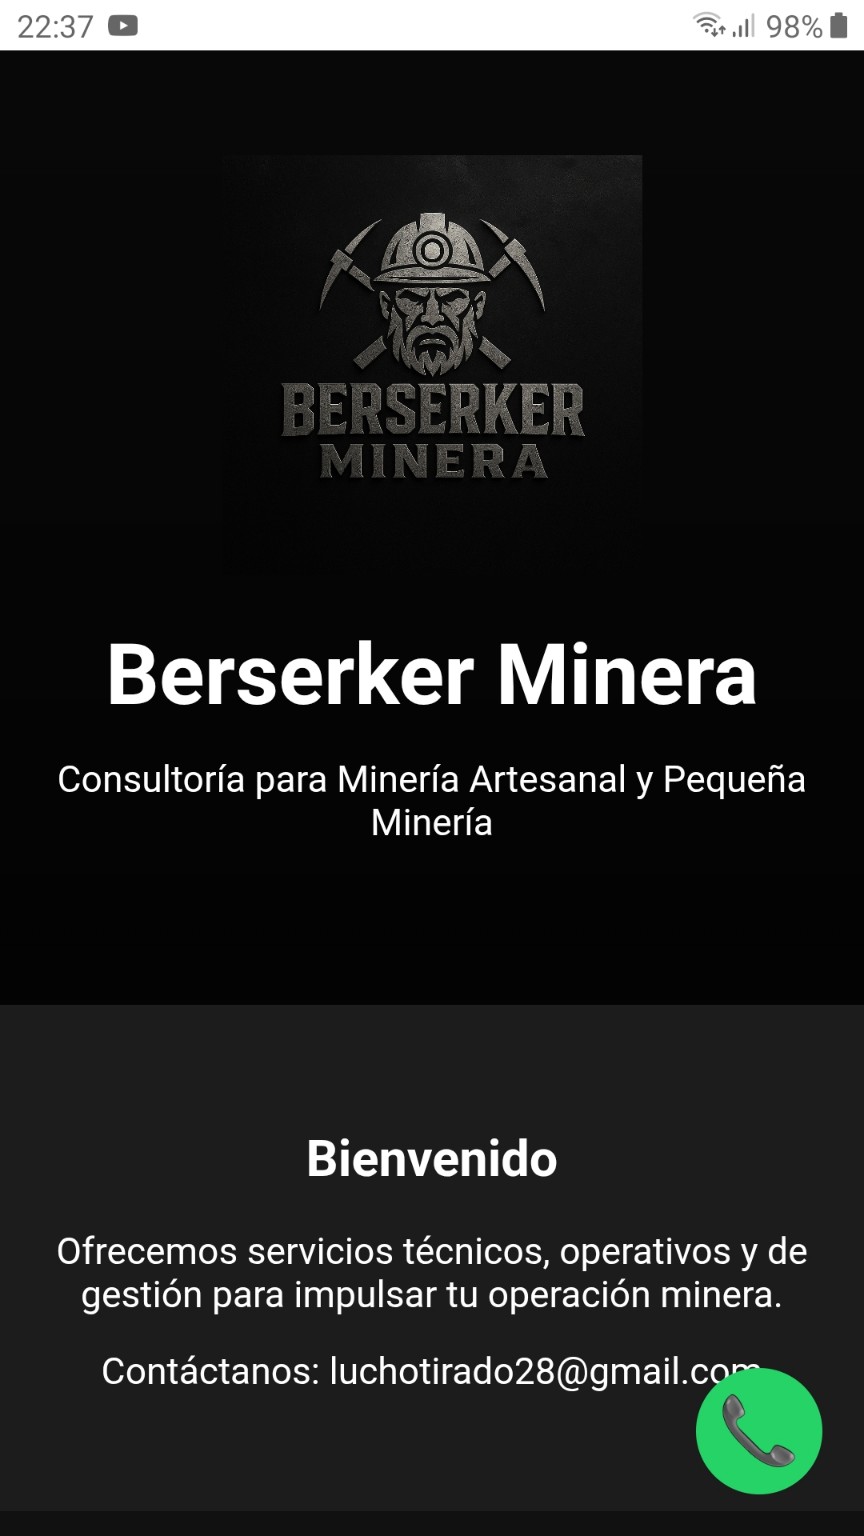 22:37
98%
BERSERKER
MINERA
Berserker Minera
Consultoría para Minería Artesanal y Pequeña
Minería
Bienvenido
Ofrecemos servicios técnicos, operativos y de
gestión para impulsar tu operación minera.
Contáctanos: luchotirado28@gmail.com